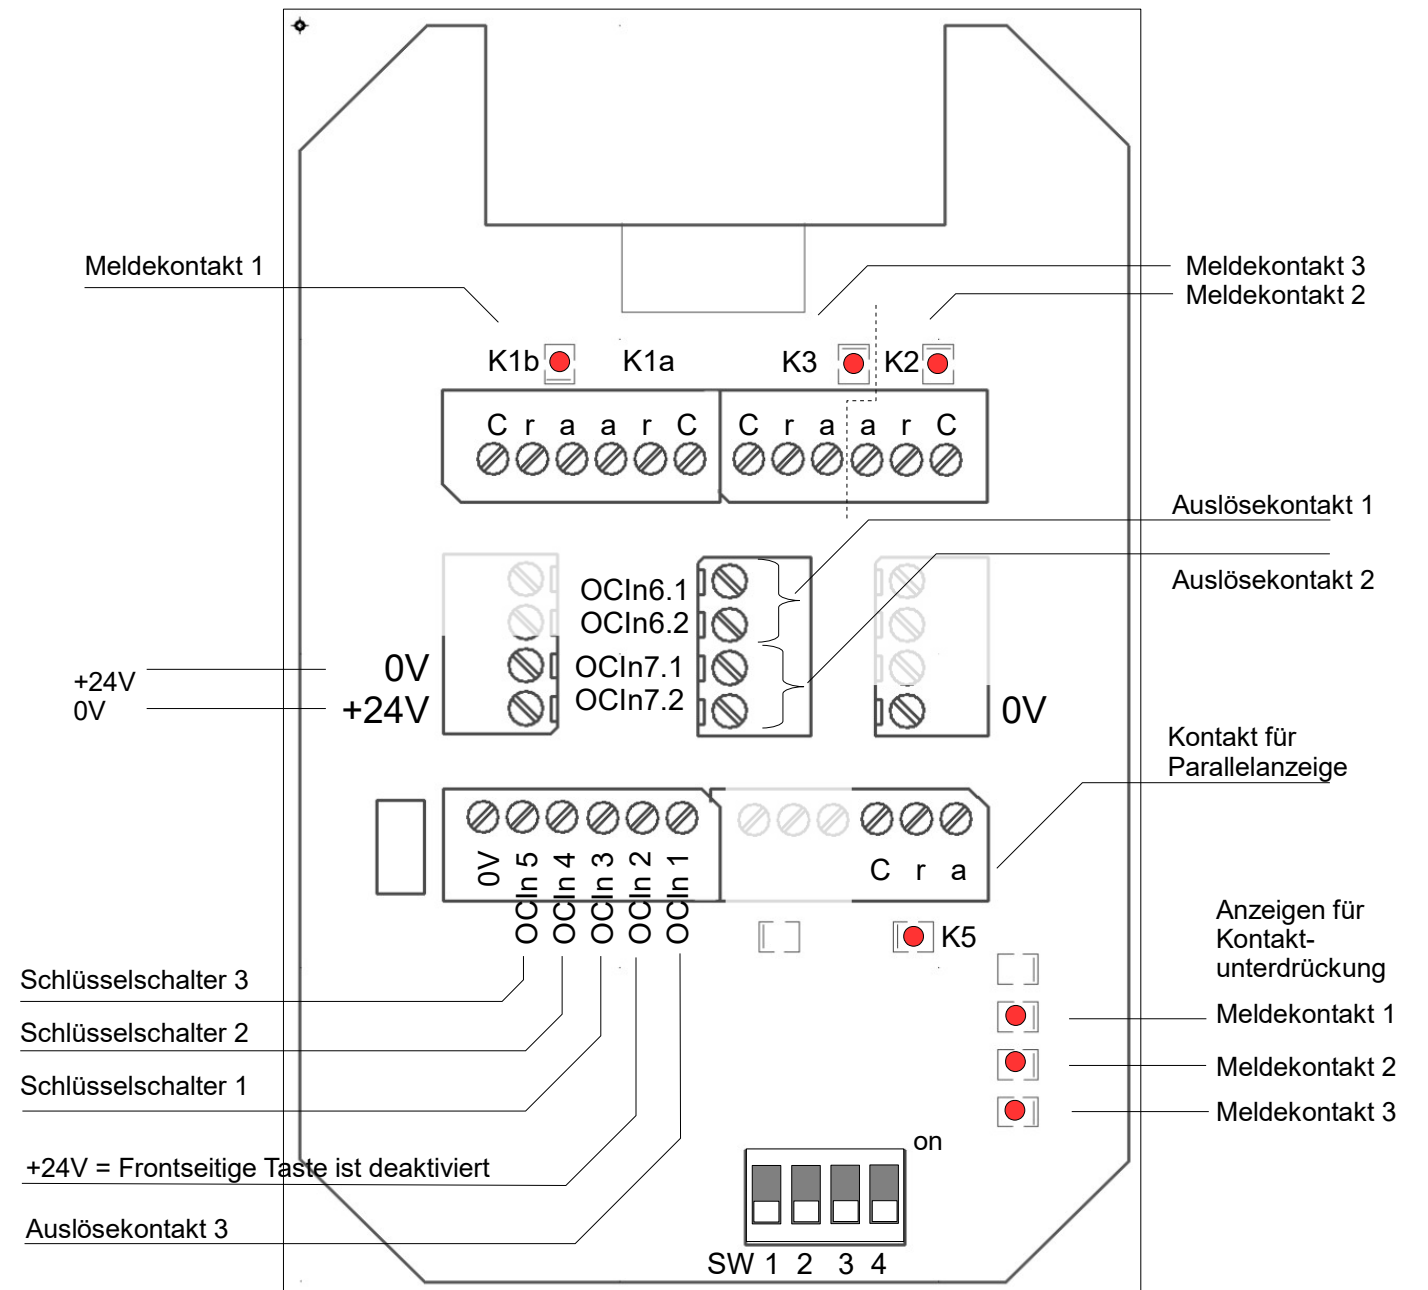 Meldekontakt 1
Meldekontakt 3
Meldekontakt 2
K1b
K1a
K3
K2
C r a a r C
C r a a r C
Auslösekontakt 1
Auslösekontakt 2
OCIn6.1
OCIn6.2
OCIn7.1
OCIn7.2
0V
+24V
+24V
0V
0V
Kontakt für
Parallelanzeige
0V
OCIn 5
OCIn 4
OCIn 3
OCIn 2
OCIn 1
C r a
K5
Anzeigen für
Kontakt-
unterdrückung
Meldekontakt 1
Meldekontakt 2
Meldekontakt 3
Schlüsselschalter 3
Schlüsselschalter 2
Schlüsselschalter 1
+24V = Frontseitige Taste ist deaktiviert
Auslösekontakt 3
on
SW 1 2 3 4